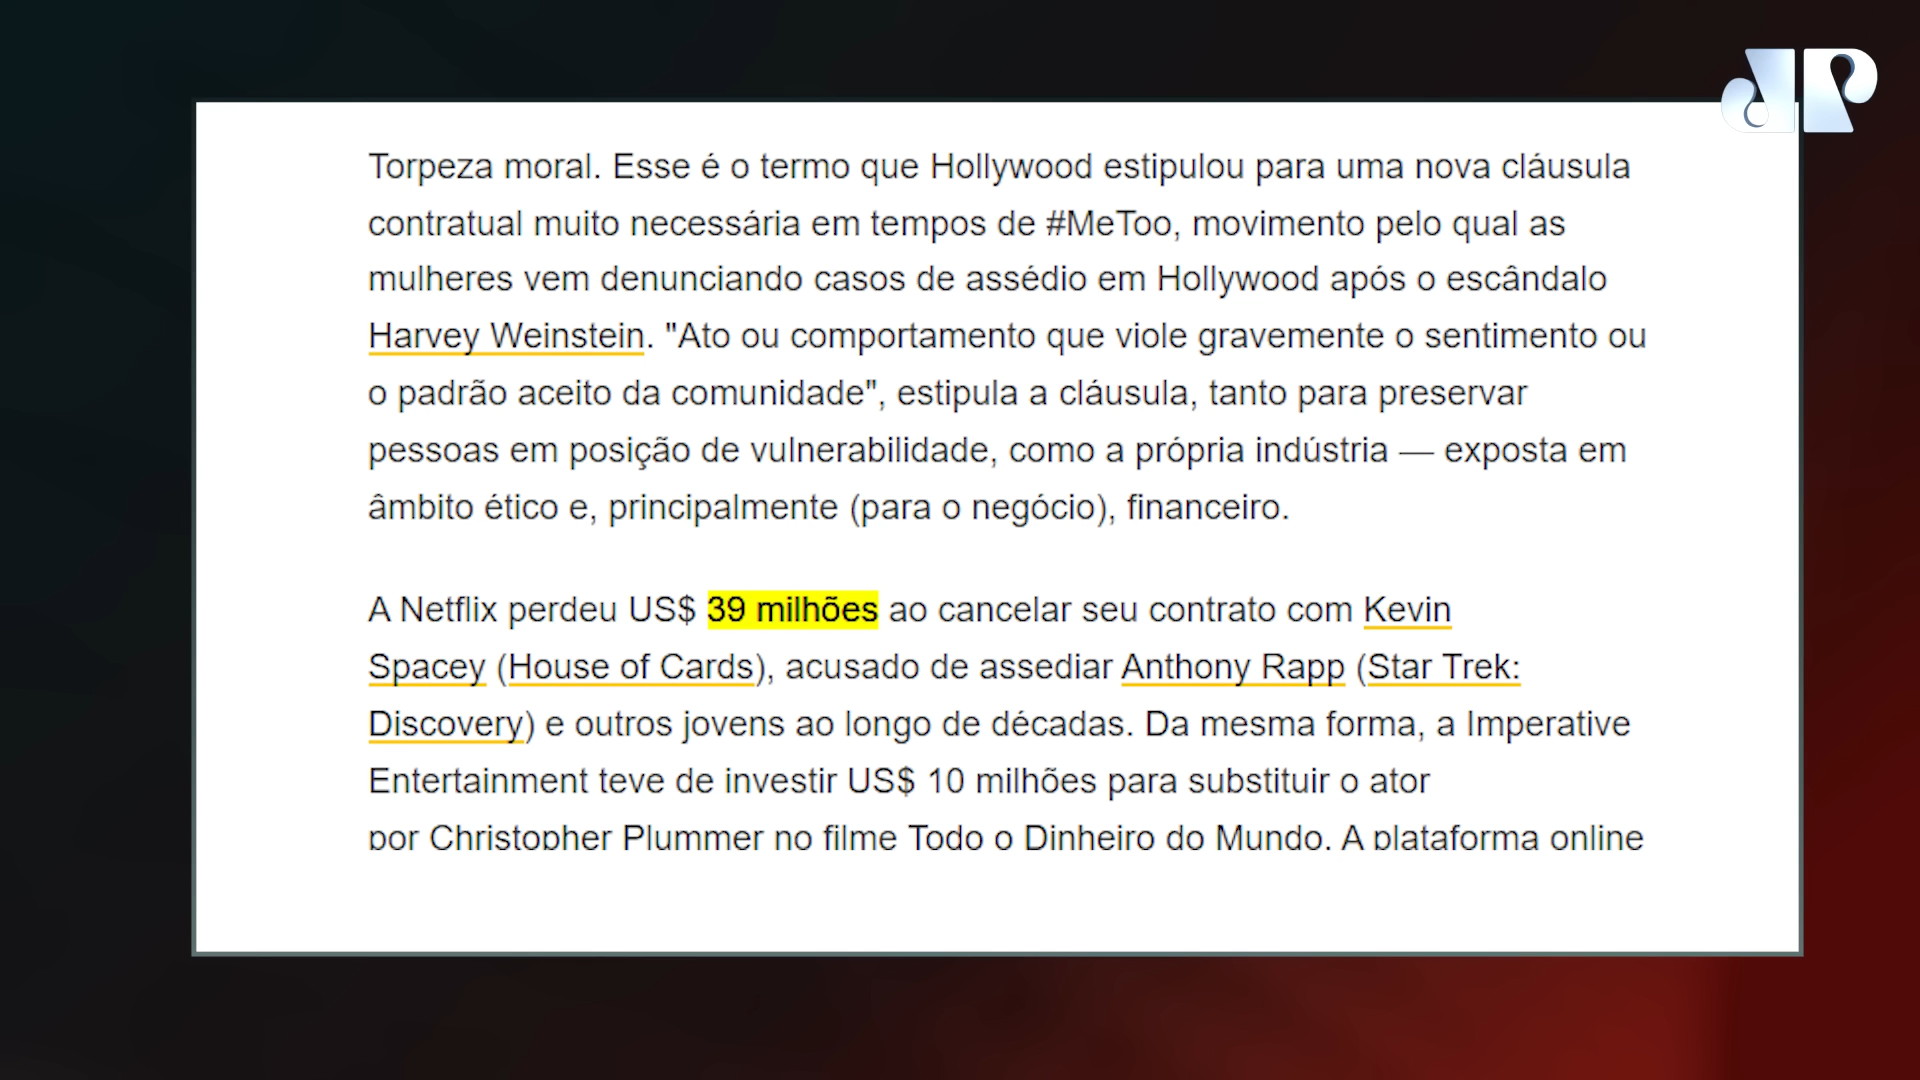 JP
Torpeza moral. Esse é o termo que Hollywood estipulou para uma nova cláusula
contratual muito necessária em tempos de #MeToo, movimento pelo qual as
mulheres vem denunciando casos de assédio em Hollywood após o escândalo
Harvey Weinstein. "Ato ou comportamento que viole gravemente o sentimento ou
o padrão aceito da comunidade", estipula a cláusula, tanto para preservar
pessoas em posição de vulnerabilidade, como a própria indústria — exposta em
âmbito ético e, principalmente (para o negócio), financeiro.
A Netflix perdeu US$ 39 milhões ao cancelar seu contrato com Kevin
Spacey (House of Cards), acusado de assediar Anthony Rapp (Star Trek:
Discovery) e outros jovens ao longo de décadas. Da mesma forma, a Imperative
Entertainment teve de investir US$ 10 milhões para substituir o ator
por Christopher Plummer no filme Todo o Dinheiro do Mundo. A plataforma online